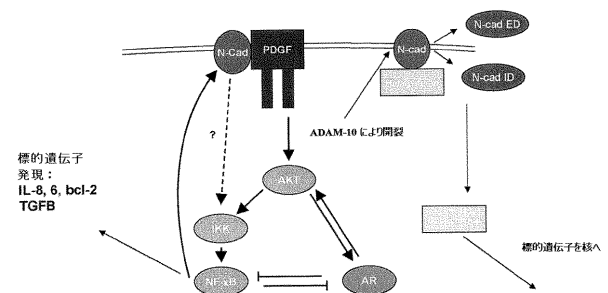 N-cad ED
N-Cad
PDGF
N-cad
N-cad ID
?
ADAM-10 により開裂
標的遺伝子
発現：
IL-8, 6, bcl-2
TGFB
AKT
IKK
標的遺伝子を核へ
NFκB
AR